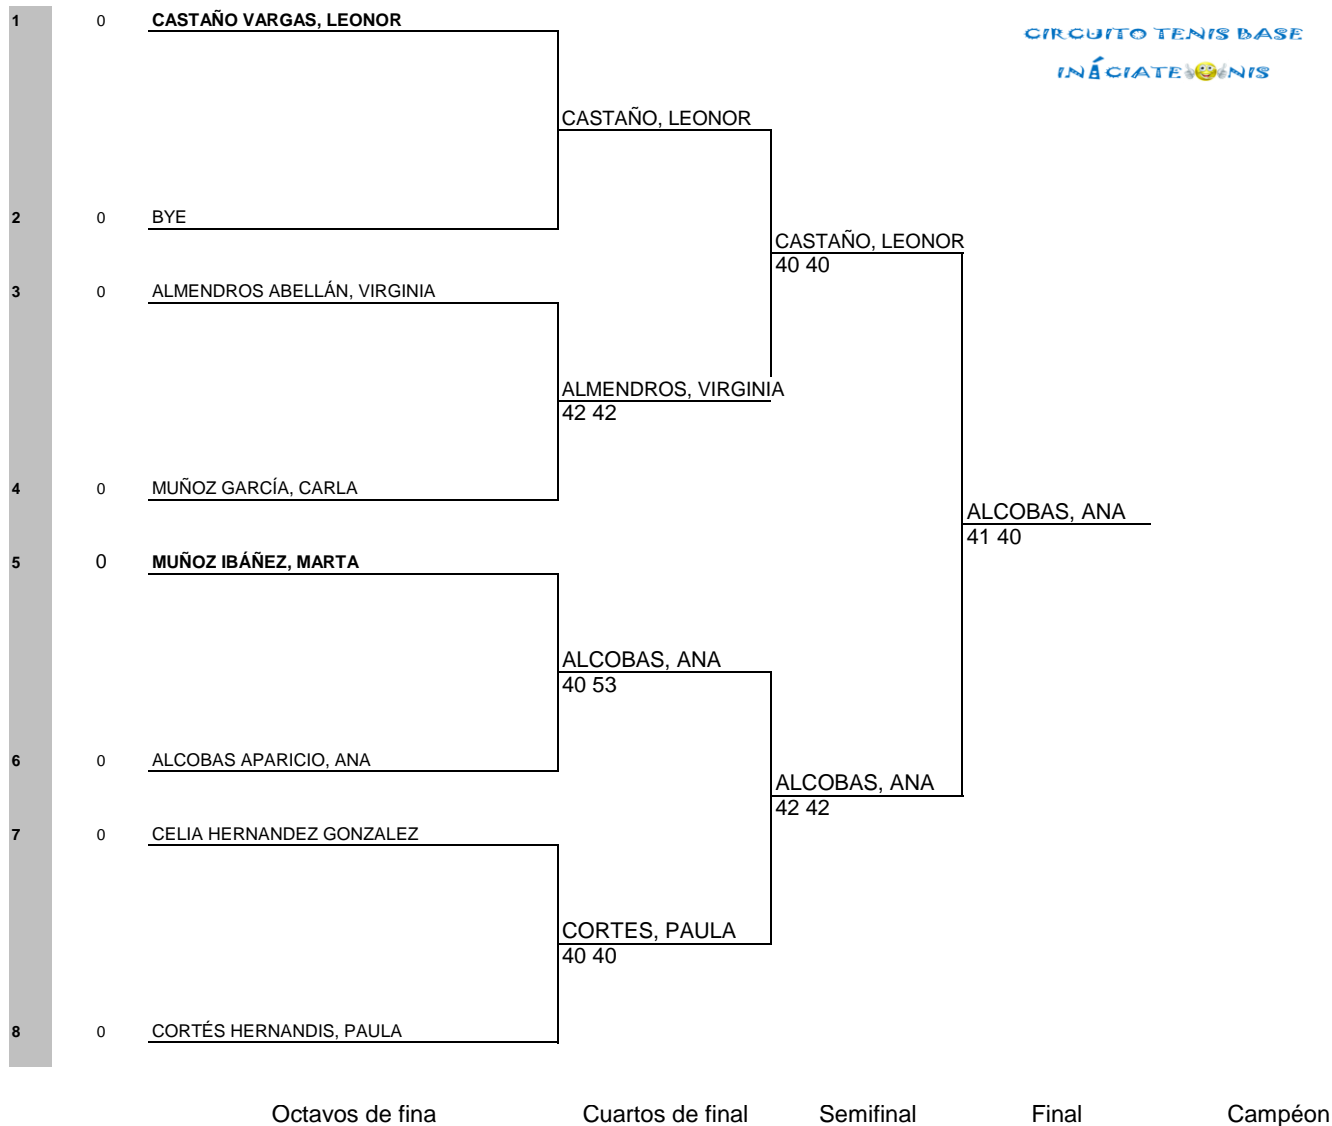 1 0 CASTAÑO VARGAS, LEONOR
CIRCUITO TENIS BASE
INÁCIATE NIS
CASTAÑO, LEONOR
2 0 BYE
CASTAÑO, LEONOR
40 40
3 0 ALMENDROS ABELLÁN, VIRGINIA
ALMENDROS, VIRGINIA
42 42
4 0 MUÑOZ GARCÍA, CARLA
ALCOBAS, ANA
41 40
5 0 MUÑOZ IBÁÑEZ, MARTA
ALCOBAS, ANA
40 53
6 0 ALCOBAS APARICIO, ANA
ALCOBAS, ANA
42 42
7 0 CELIA HERNANDEZ GONZALEZ
CORTES, PAULA
40 40
8 0 CORTÉS HERNANDIS, PAULA
Octavos de fina Cuartos de final Semifinal Final Campéon